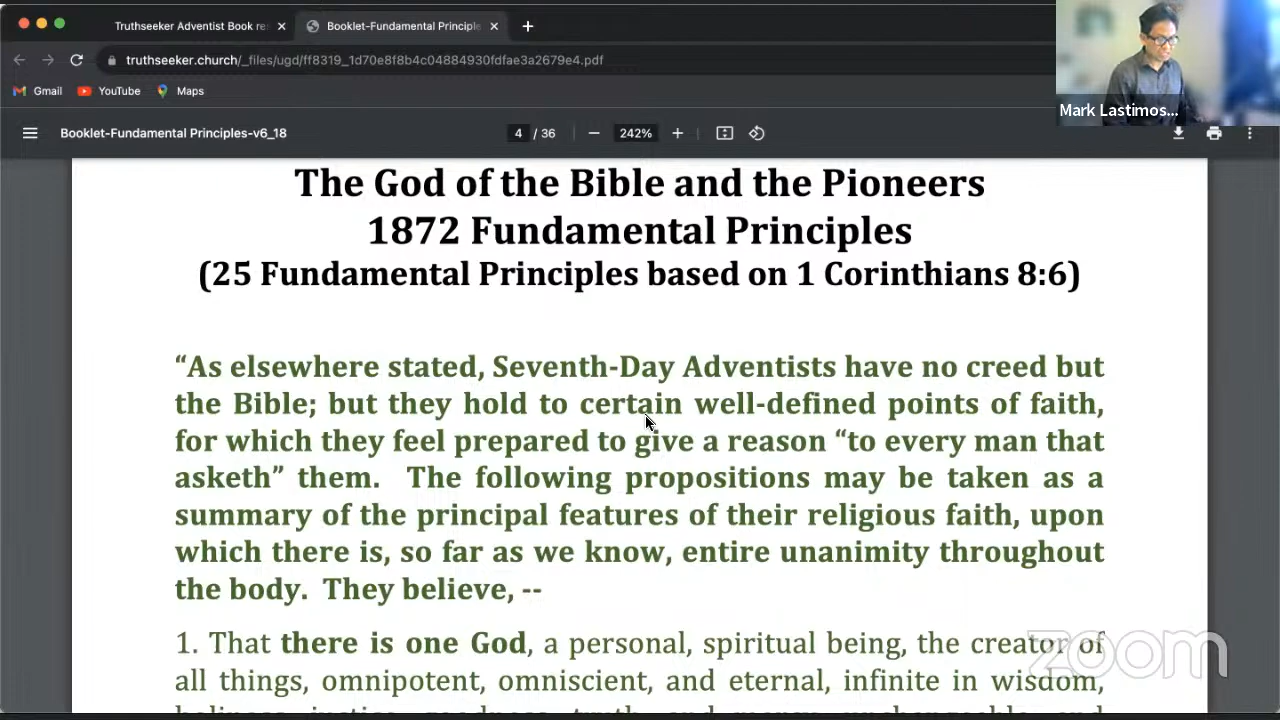 Truthseeker Adventist Book re
Booklet-Fundamental Principle
truthseeker.church/_files/ugd/ff8319_1d70e8f8b4c04884930fdfae3a2679e4.pdf
Gmail YouTube Maps
Mark Lastimos...
Booklet-Fundamental Principles-v6_18
4 / 36
242%
The God of the Bible and the Pioneers
1872 Fundamental Principles
(25 Fundamental Principles based on 1 Corinthians 8:6)
“As elsewhere stated, Seventh-Day Adventists have no creed but
the Bible; but they hold to certain well-defined points of faith,
for which they feel prepared to give a reason “to every man that
asketh” them. The following propositions may be taken as a
summary of the principal features of their religious faith, upon
which there is, so far as we know, entire unanimity throughout
the body. They believe, --
1. That there is one God, a personal, spiritual being, the creator of
all things, omnipotent, omniscient, and eternal, infinite in wisdom,
zoom